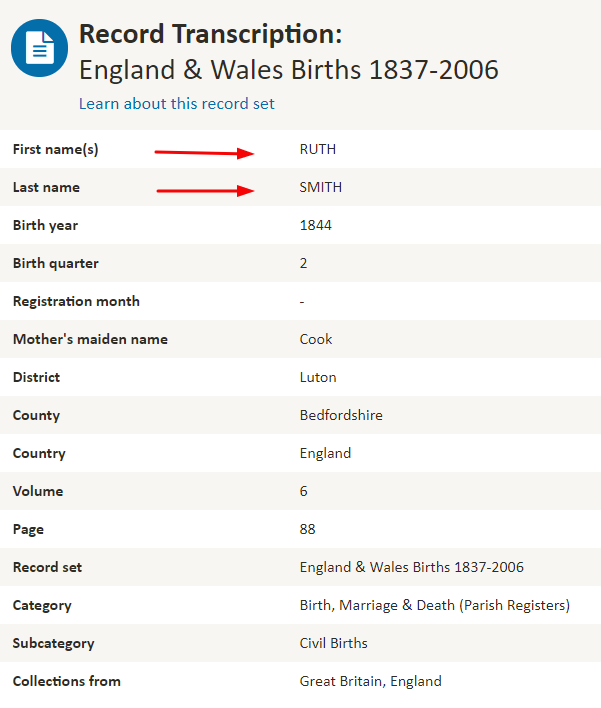 Record Transcription:
England & Wales Births 1837-2006
Learn about this record set
First name(s) RUTH
Last name SMITH
Birth year 1844
Birth quarter 2
Registration month -
Mother's maiden name Cook
District Luton
County Bedfordshire
Country England
Volume 6
Page 88
Record set England & Wales Births 1837-2006
Category Birth, Marriage & Death (Parish Registers)
Subcategory Civil Births
Collections from Great Britain, England